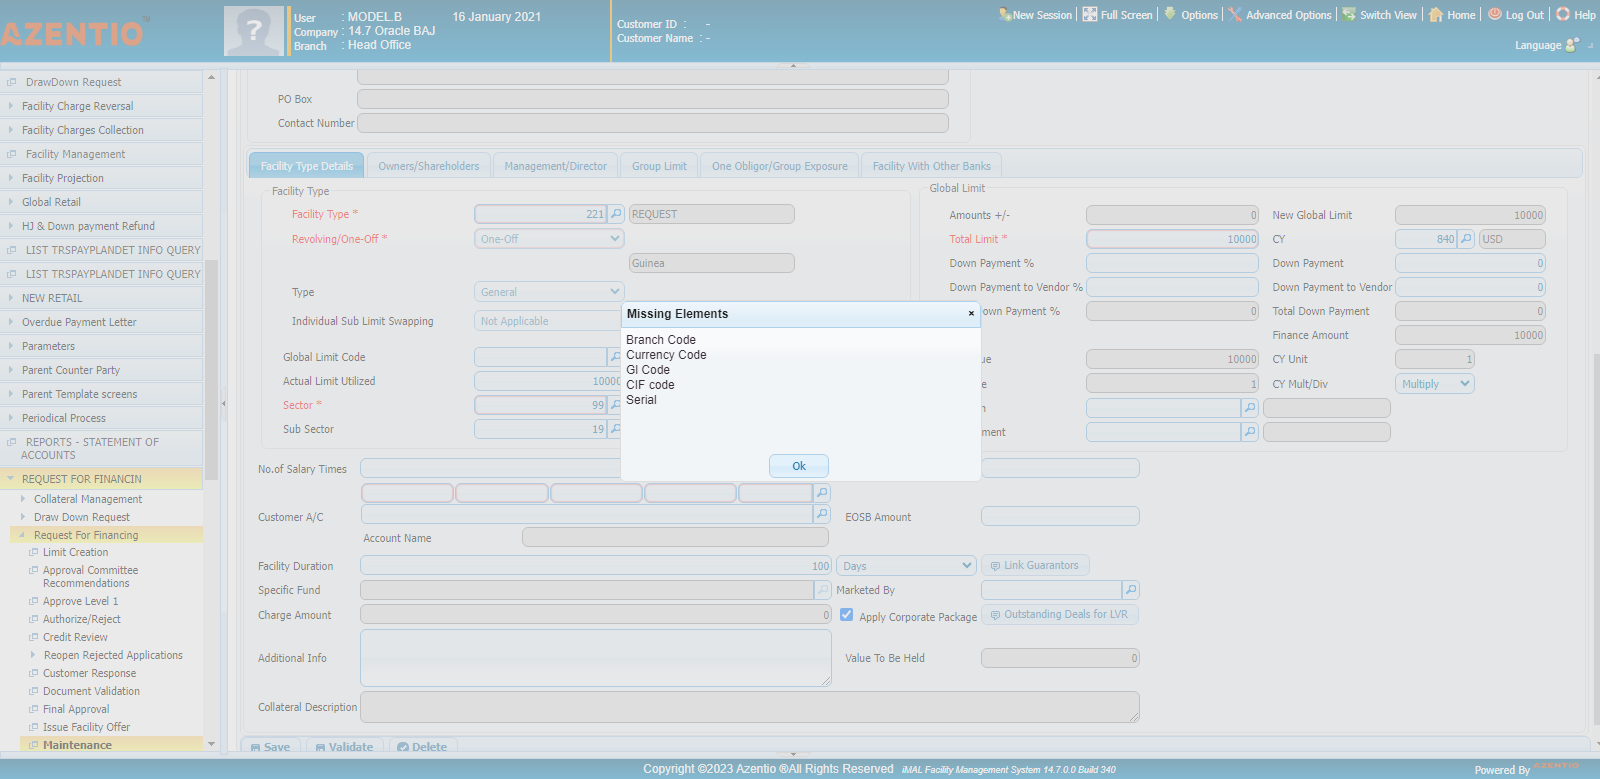 AZENTIO™
User : MODEL.B 16 January 2021
Company : 14.7 Oracle BAJ
Branch : Head Office
Customer ID : -
Customer Name : -
New Session Full Screen Options Advanced Options Switch View Home Log Out Help
Language
DrawDown Request
Facility Charge Reversal
Facility Charges Collection
Facility Management
Facility Projection
Global Retail
HJ & Down payment Refund
LIST TRSPAYPLANDET INFO QUERY
LIST TRSPAYPLANDET INFO QUERY
NEW RETAIL
Overdue Payment Letter
Parameters
Parent Counter Party
Parent Template screens
Periodical Process
REPORTS - STATEMENT OF
ACCOUNTS
REQUEST FOR FINANCIN
Collateral Management
Draw Down Request
Request For Financing
Limit Creation
Approval Committee
Recommendations
Approve Level 1
Authorize/Reject
Credit Review
Reopen Rejected Applications
Customer Response
Document Validation
Final Approval
Issue Facility Offer
Maintenance
PO Box
Contact Number
Facility Type Details Owners/Shareholders Management/Director Group Limit One Obligor/Group Exposure Facility With Other Banks
Facility Type
Facility Type * 221 REQUEST
Revolving/One-Off * One-Off
Guinea
Type General
Individual Sub Limit Swapping Not Applicable
Global Limit Code
Actual Limit Utilized 10000
Sector * 99
Sub Sector 19
Global Limit
Amounts +/- 0 New Global Limit 10000
Total Limit * 10000 CY 840 USD
Down Payment % Down Payment 0
Down Payment to Vendor % Down Payment to Vendor 0
own Payment % 0 Total Down Payment 0
Finance Amount 10000
ue 10000 CY Unit 1
e 1 CY Mult/Div Multiply
n
ment
Missing Elements ×
Branch Code
Currency Code
Gl Code
CIF code
Serial
Ok
No.of Salary Times
Customer A/C EOSB Amount
Account Name
Facility Duration 100 Days Link Guarantors
Specific Fund Marketed By
Charge Amount 0 Apply Corporate Package Outstanding Deals for LVR
Additional Info Value To Be Held 0
Collateral Description
Save Validate Delete
Copyright ©2023 Azentio ®All Rights Reserved iMAL Facility Management System 14.7.0.0 Build 340
Powered By AZENTIO